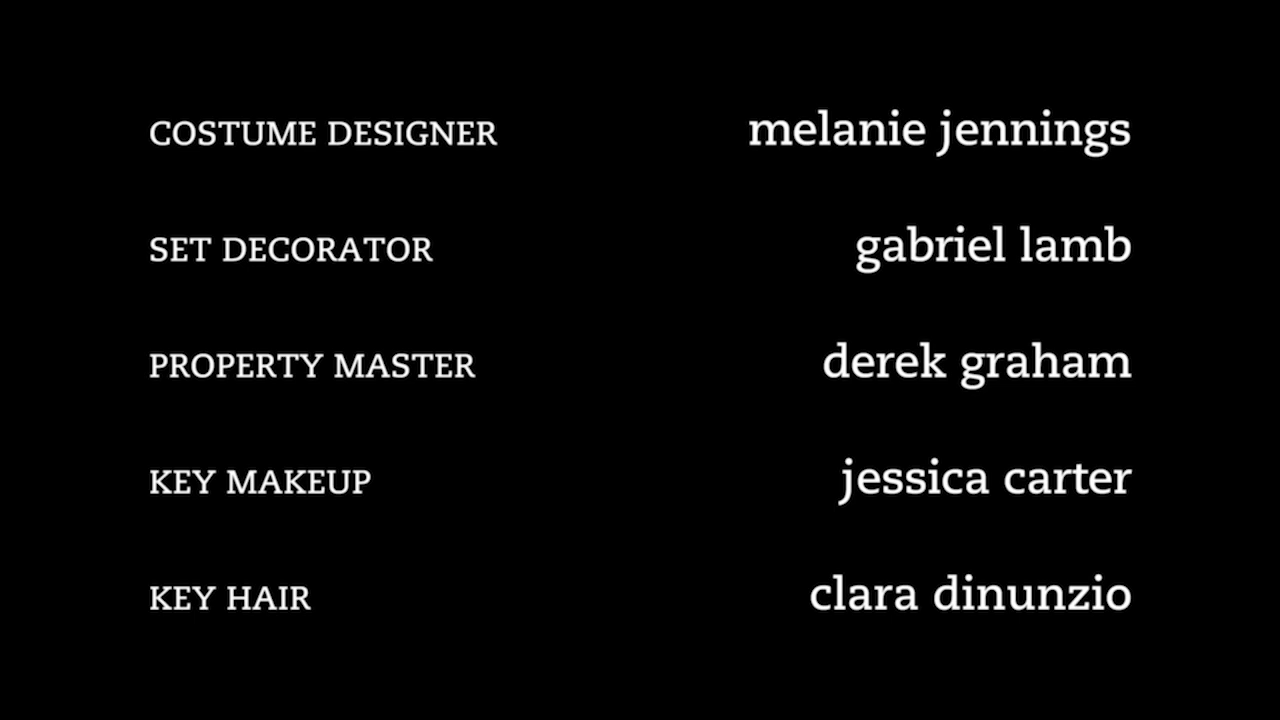 COSTUME DESIGNER melanie jennings
SET DECORATOR gabriel lamb
PROPERTY MASTER derek graham
KEY MAKEUP jessica carter
KEY HAIR clara dinunzio